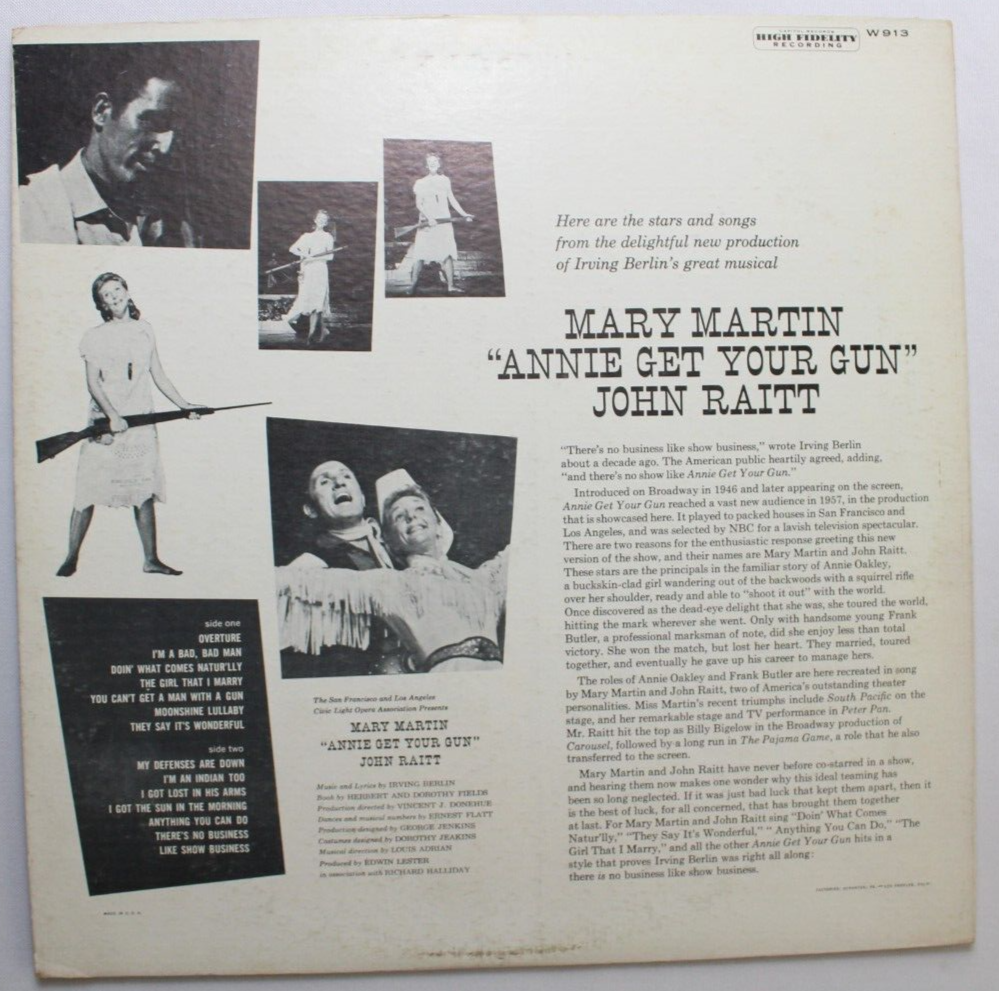 CAPITOL RECORDS
HIGH FIDELITY
RECORDING
W 913
Here are the stars and songs
from the delightful new production
of Irving Berlin's great musical
MARY MARTIN
“ANNIE GET YOUR GUN”
JOHN RAITT
“There's no business like show business,” wrote Irving Berlin
about a decade ago. The American public heartily agreed, adding,
“and there's no show like Annie Get Your Gun.”
Introduced on Broadway in 1946 and later appearing on the screen,
Annie Get Your Gun reached a vast new audience in 1957, in the production
that is showcased here. It played to packed houses in San Francisco and
Los Angeles, and was selected by NBC for a lavish television spectacular.
There are two reasons for the enthusiastic response greeting this new
version of the show, and their names are Mary Martin and John Raitt.
These stars are the principals in the familiar story of Annie Oakley,
a buckskin-clad girl wandering out of the backwoods with a squirrel rifle
over her shoulder, ready and able to “shoot it out” with the world.
Once discovered as the dead-eye delight that she was, she toured the world,
hitting the mark wherever she went. Only with handsome young Frank
Butler, a professional marksman of note, did she enjoy less than total
victory. She won the match, but lost her heart. They married, toured
together, and eventually he gave up his career to manage hers.
The roles of Annie Oakley and Frank Butler are here recreated in song
by Mary Martin and John Raitt, two of America's outstanding theater
personalities. Miss Martin's recent triumphs include South Pacific on the
stage, and her remarkable stage and TV performance in Peter Pan.
Mr. Raitt hit the top as Billy Bigelow in the Broadway production of
Carousel, followed by a long run in The Pajama Game, a role that he also
transferred to the screen.
Mary Martin and John Raitt have never before co-starred in a show,
and hearing them now makes one wonder why this ideal teaming has
been so long neglected. If it was just bad luck that kept them apart, then it
is the best of luck, for all concerned, that has brought them together
at last. For Mary Martin and John Raitt sing “Doin' What Comes
Natur'lly,” “They Say It's Wonderful,” “ Anything You Can Do,” “The
Girl That I Marry,” and all the other Annie Get Your Gun hits in a
style that proves Irving Berlin was right all along:
there is no business like show business.
side one
OVERTURE
I'M A BAD, BAD MAN
DOIN' WHAT COMES NATUR'LLY
THE GIRL THAT I MARRY
YOU CAN'T GET A MAN WITH A GUN
MOONSHINE LULLABY
THEY SAY IT'S WONDERFUL
side two
MY DEFENSES ARE DOWN
I'M AN INDIAN TOO
I GOT LOST IN HIS ARMS
I GOT THE SUN IN THE MORNING
ANYTHING YOU CAN DO
THERE'S NO BUSINESS
LIKE SHOW BUSINESS
The San Francisco and Los Angeles
Civic Light Opera Association Presents
MARY MARTIN
“ANNIE GET YOUR GUN”
JOHN RAITT
Music and Lyrics by IRVING BERLIN
Book by HERBERT AND DOROTHY FIELDS
Production directed by VINCENT J. DONEHUE
Dances and musical numbers by ERNEST FLATT
Production designed by GEORGE JENKINS
Costumes designed by DOROTHY JEAKINS
Musical direction by LOUIS ADRIAN
Produced by EDWIN LESTER
in association with RICHARD HALLIDAY
MADE IN U. S. A.